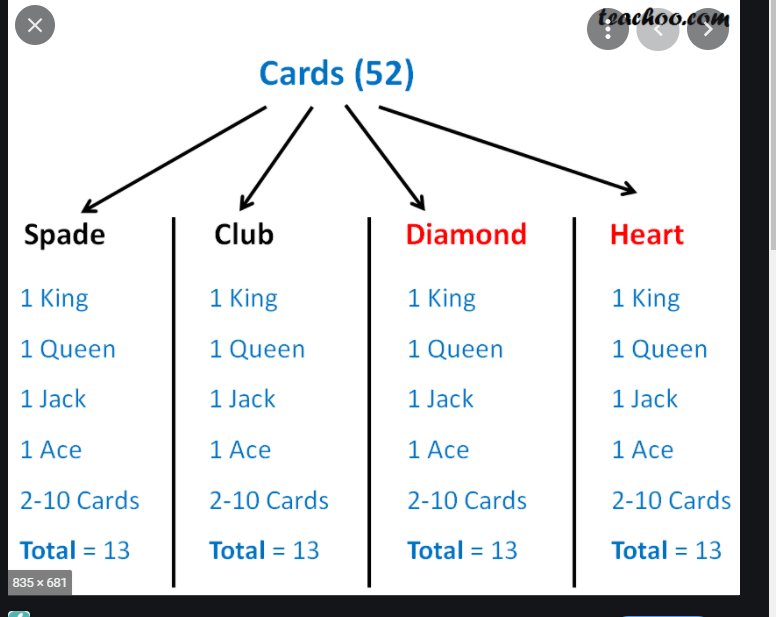 teachoo.com
Cards (52)
Spade
1 King
1 Queen
1 Jack
1 Ace
2-10 Cards
Total = 13
Club
1 King
1 Queen
1 Jack
1 Ace
2-10 Cards
Total = 13
Diamond
1 King
1 Queen
1 Jack
1 Ace
2-10 Cards
Total = 13
Heart
1 King
1 Queen
1 Jack
1 Ace
2-10 Cards
Total = 13
835 × 681